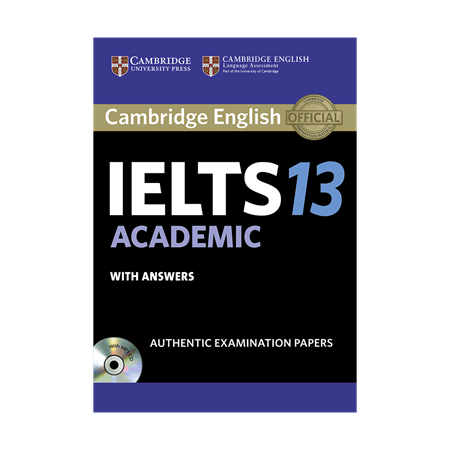 CAMBRIDGE
UNIVERSITY PRESS
CAMBRIDGE ENGLISH
Language Assessment
Part of the University of Cambridge
Cambridge English
OFFICIAL
IELTS 13
ACADEMIC
WITH ANSWERS
AUTHENTIC EXAMINATION PAPERS